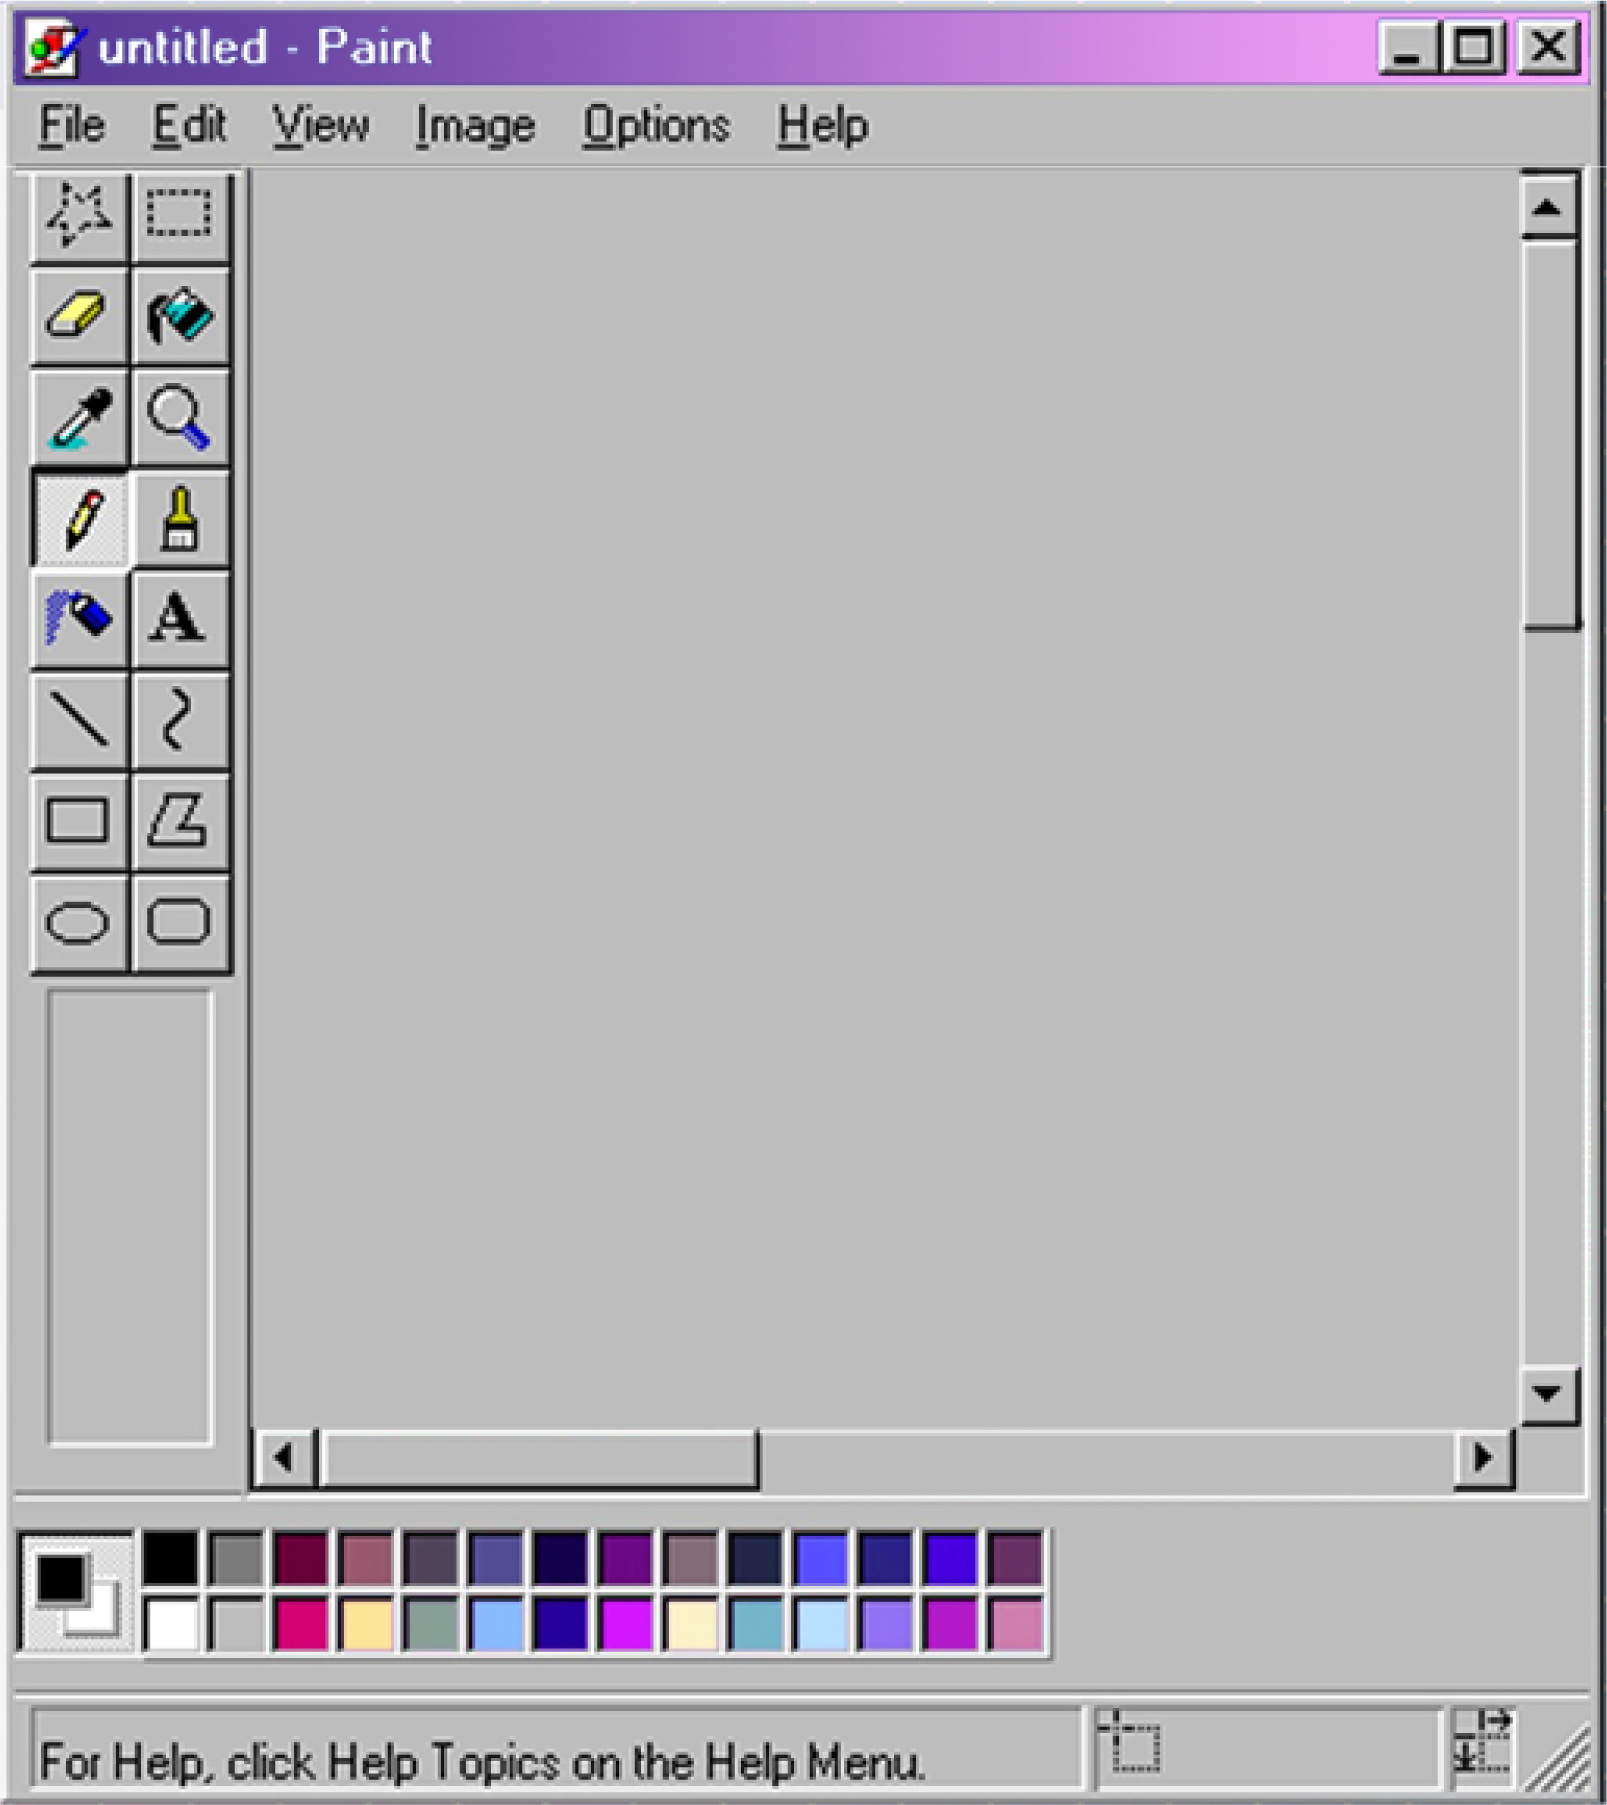 untitled - Paint
File Edit View Image Options Help
A
For Help, click Help Topics on the Help Menu.